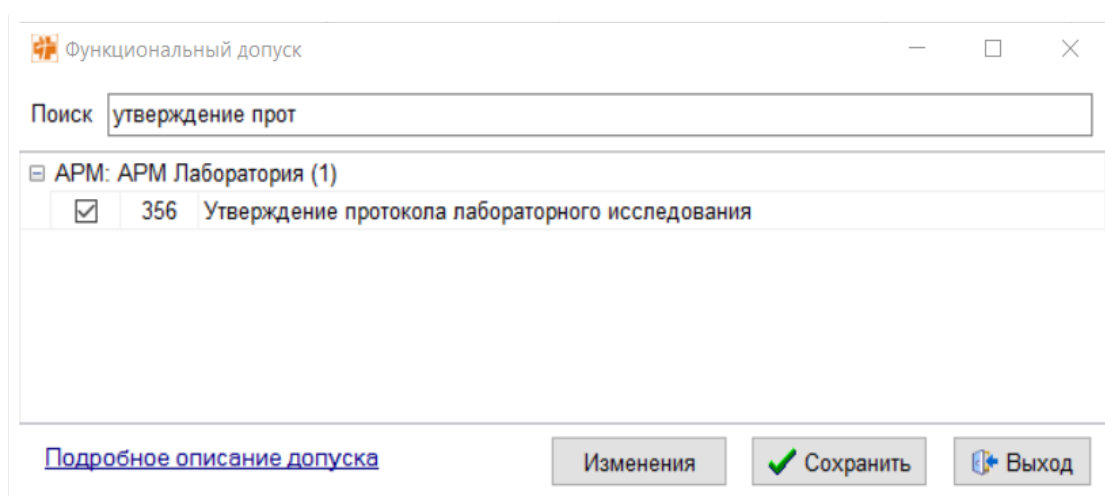 Функциональный допуск
Поиск утверждение прот
АРМ: АРМ Лаборатория (1)
356 Утверждение протокола лабораторного исследования
Подробное описание допуска Изменения Сохранить Выход